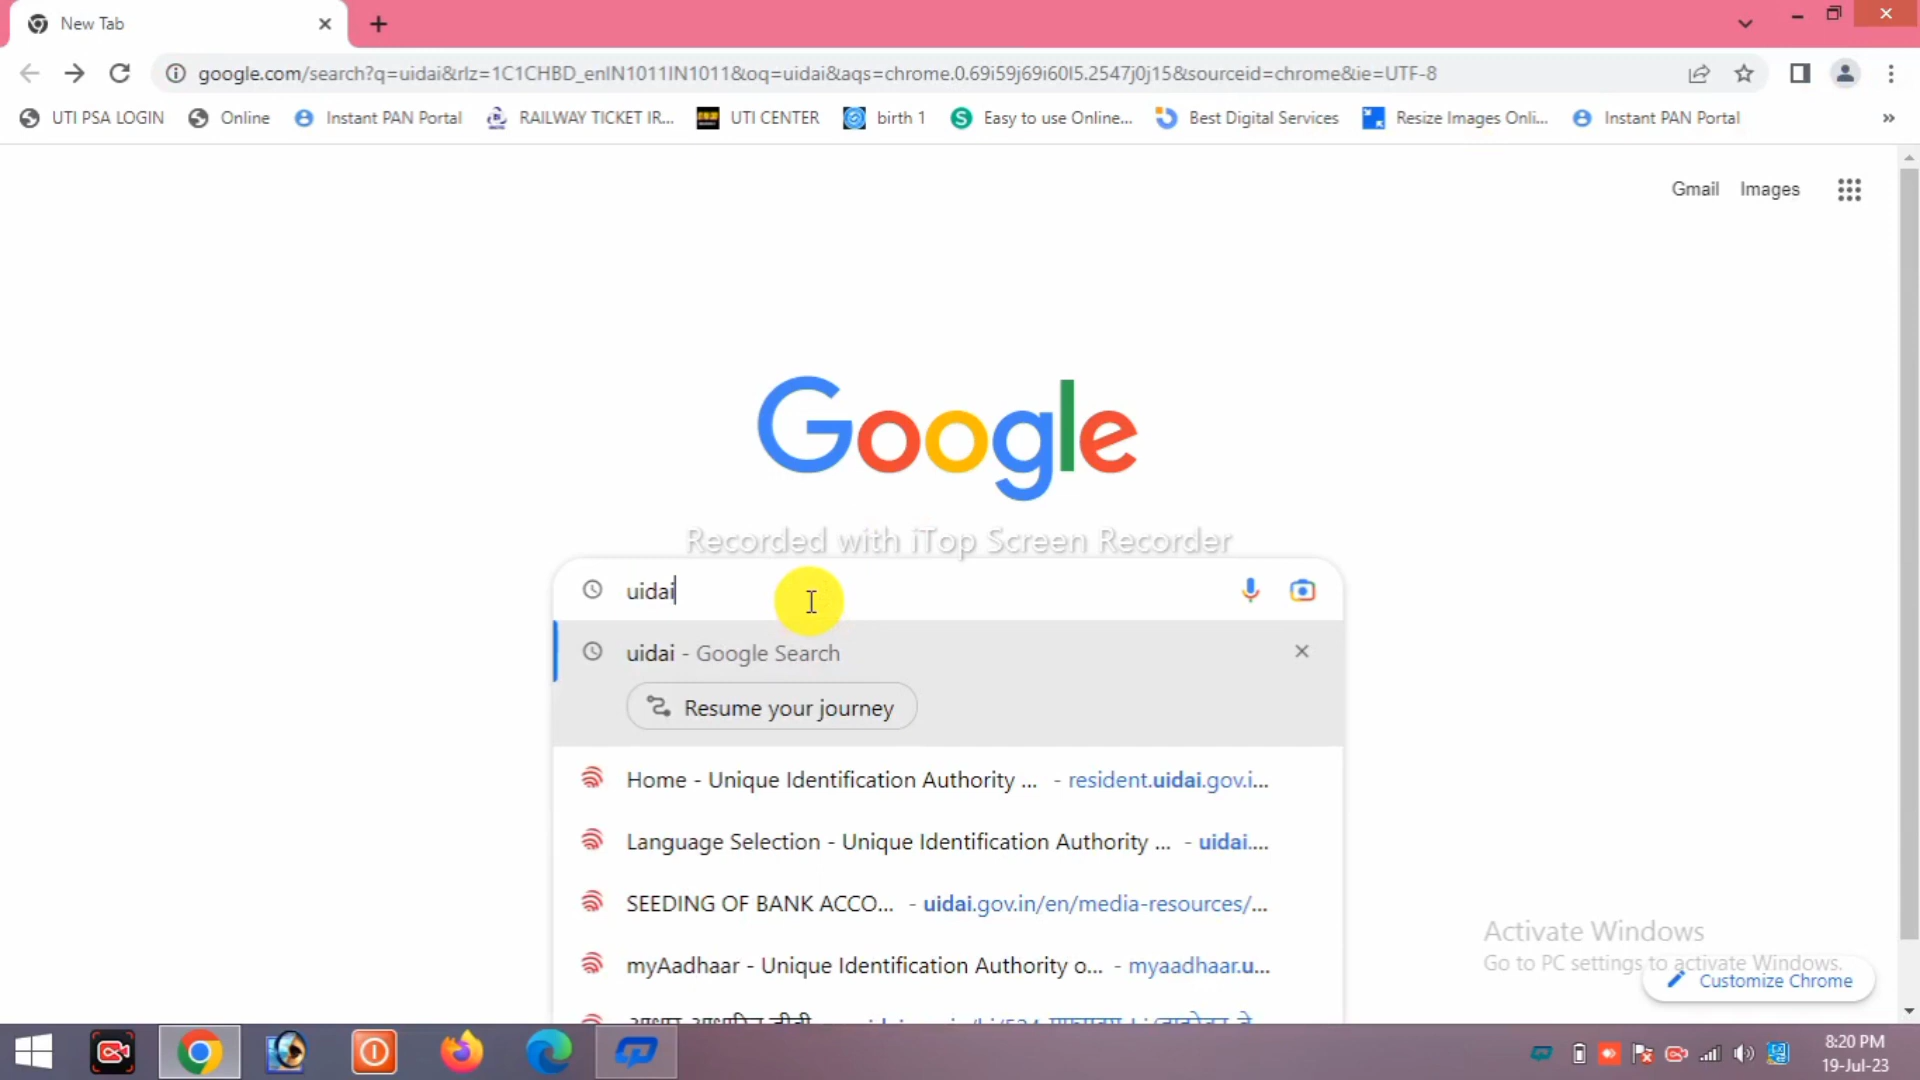 New Tab
google.com/search?q=uidai&rlz=1C1CHBD_enIN1011IN1011&oq=uidai&aqs=chrome.0.69i59j69i60l5.2547j0j15&sourceid=chrome&ie=UTF-8
UTI PSA LOGIN Online Instant PAN Portal RAILWAY TICKET IR... UTI CENTER birth 1 Easy to use Online... Best Digital Services Resize Images Onli... Instant PAN Portal »
Gmail Images
Google
Recorded with iTop Screen Recorder
uidai
uidai - Google Search
Resume your journey
Home - Unique Identification Authority ... - resident.uidai.gov.i...
Language Selection - Unique Identification Authority ... - uidai....
SEEDING OF BANK ACCO... - uidai.gov.in/en/media-resources/...
myAadhaar - Unique Identification Authority o... - myaadhaar.u...
Activate Windows
Go to PC settings to activate Windows.
Customize Chrome
8:20 PM
19-Jul-23